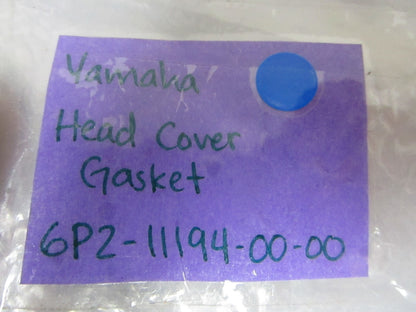 Yamaha
Head Cover
Gasket
6P2-11194-00-00